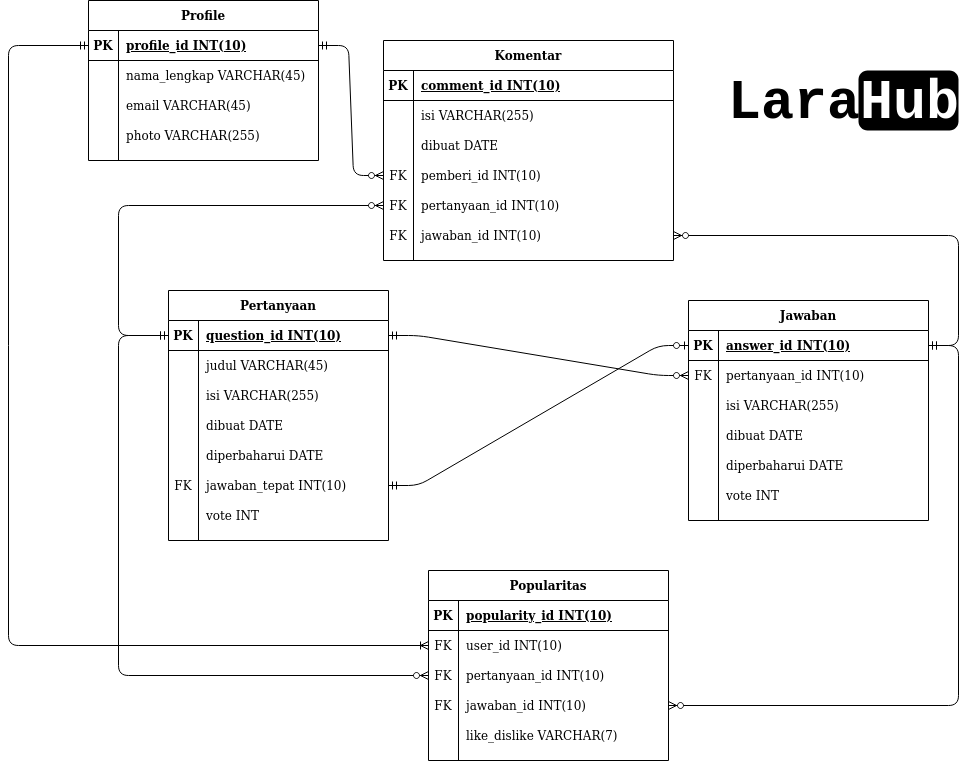 Profile
PK profile_id INT(10)
nama_lengkap VARCHAR(45)
email VARCHAR(45)
photo VARCHAR(255)
Komentar
PK comment_id INT(10)
isi VARCHAR(255)
dibuat DATE
FK pemberi_id INT(10)
FK pertanyaan_id INT(10)
FK jawaban_id INT(10)
LaraHub
Pertanyaan
PK question_id INT(10)
judul VARCHAR(45)
isi VARCHAR(255)
dibuat DATE
diperbaharui DATE
FK jawaban_tepat INT(10)
vote INT
Jawaban
PK answer_id INT(10)
FK pertanyaan_id INT(10)
isi VARCHAR(255)
dibuat DATE
diperbaharui DATE
vote INT
Popularitas
PK popularity_id INT(10)
FK user_id INT(10)
FK pertanyaan_id INT(10)
FK jawaban_id INT(10)
like_dislike VARCHAR(7)